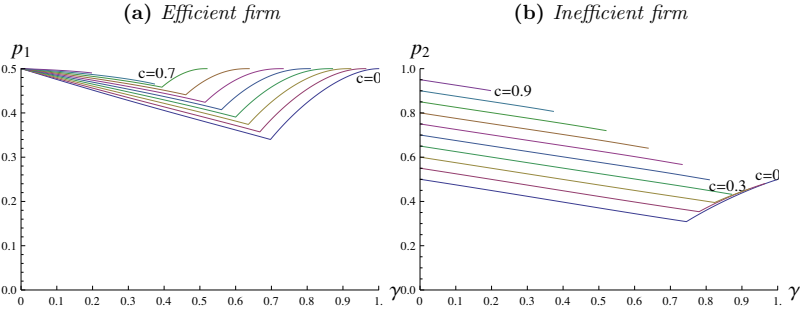 (a) Efficient firm
(b) Inefficient firm
p1
0.5
0.4
0.3
0.2
0.1
0.0
c=0.7
c=0
0 0.1 0.2 0.3 0.4 0.5 0.6 0.7 0.8 0.9 1. γ
p2
1.0
0.8
0.6
0.4
0.2
0.0
c=0.9
c=0.3
c=0
0 0.1 0.2 0.3 0.4 0.5 0.6 0.7 0.8 0.9 1. γ